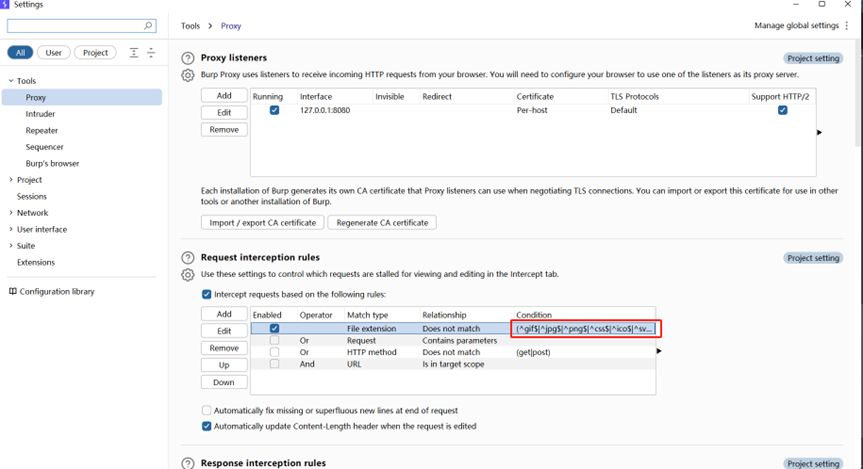 Settings
Tools > Proxy
Manage global settings
All User Project
Tools
Proxy
Intruder
Repeater
Sequencer
Burp's browser
Project
Sessions
Network
User interface
Suite
Extensions
Configuration library
Proxy listeners
Project setting
Burp Proxy uses listeners to receive incoming HTTP requests from your browser. You will need to configure your browser to use one of the listeners as its proxy server.
Add
Edit
Remove
Running Interface Invisible Redirect Certificate TLS Protocols Support HTTP/2
127.0.0.1:8080 Per-host Default
Each installation of Burp generates its own CA certificate that Proxy listeners can use when negotiating TLS connections. You can import or export this certificate for use in other
tools or another installation of Burp.
Import / export CA certificate Regenerate CA certificate
Request interception rules
Project setting
Use these settings to control which requests are stalled for viewing and editing in the Intercept tab.
Intercept requests based on the following rules:
Add
Edit
Remove
Up
Down
Enabled Operator Match type Relationship Condition
File extension Does not match (^gif$|^jpg$|^png$|^css$|^ico$|^sv...
Or Request Contains parameters
Or HTTP method Does not match (get|post)
And URL Is in target scope
Automatically fix missing or superfluous new lines at end of request
Automatically update Content-Length header when the request is edited
Response interception rules
Project setting